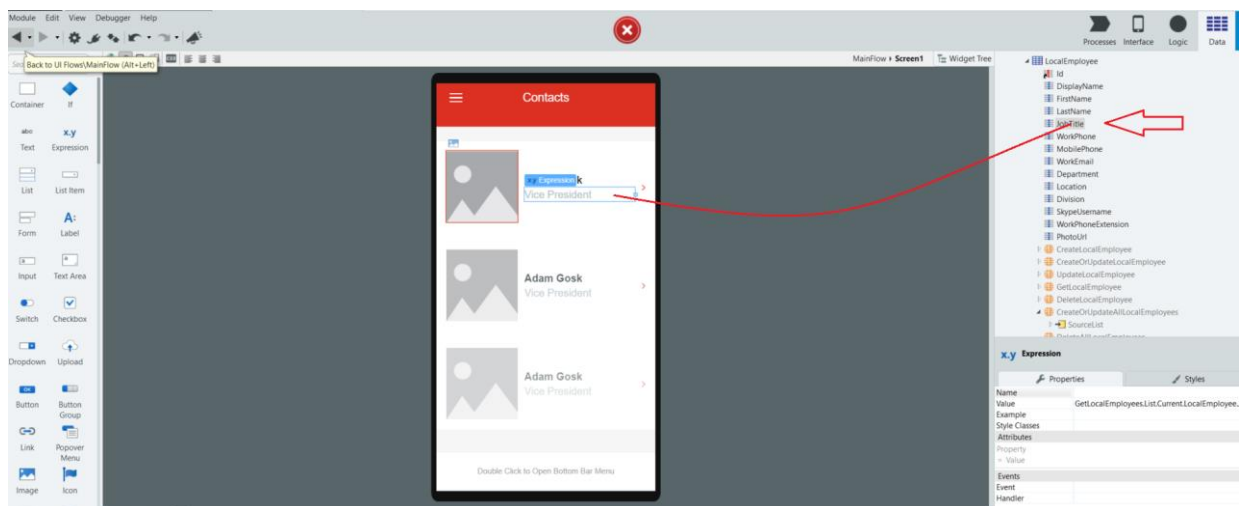 Module Edit View Debugger Help
Processes Interface Logic Data
Back to UI Flows\MainFlow (Alt+Left)
MainFlow Screen1 Widget Tree
Container If
abc x.y
Text Expression
List List Item
A:
Form Label
Input Text Area
Switch Checkbox
Dropdown Upload
OK
Button Button Group
Link Popover Menu
Image Icon
Contacts
x.y Expression k
Vice President
Adam Gosk
Vice President
Adam Gosk
Vice President
Double Click to Open Bottom Bar Menu
LocalEmployee
Id
DisplayName
FirstName
LastName
JobTitle
WorkPhone
MobilePhone
WorkEmail
Department
Location
Division
SkypeUsername
WorkPhoneExtension
PhotoUrl
CreateLocalEmployee
CreateOrUpdateLocalEmployee
UpdateLocalEmployee
GetLocalEmployee
DeleteLocalEmployee
CreateOrUpdateAllLocalEmployees
SourceList
x.y Expression
Properties Styles
Name
Value GetLocalEmployees.List.Current.LocalEmployee.
Example
Style Classes
Attributes
Property
= Value
Events
Event
Handler